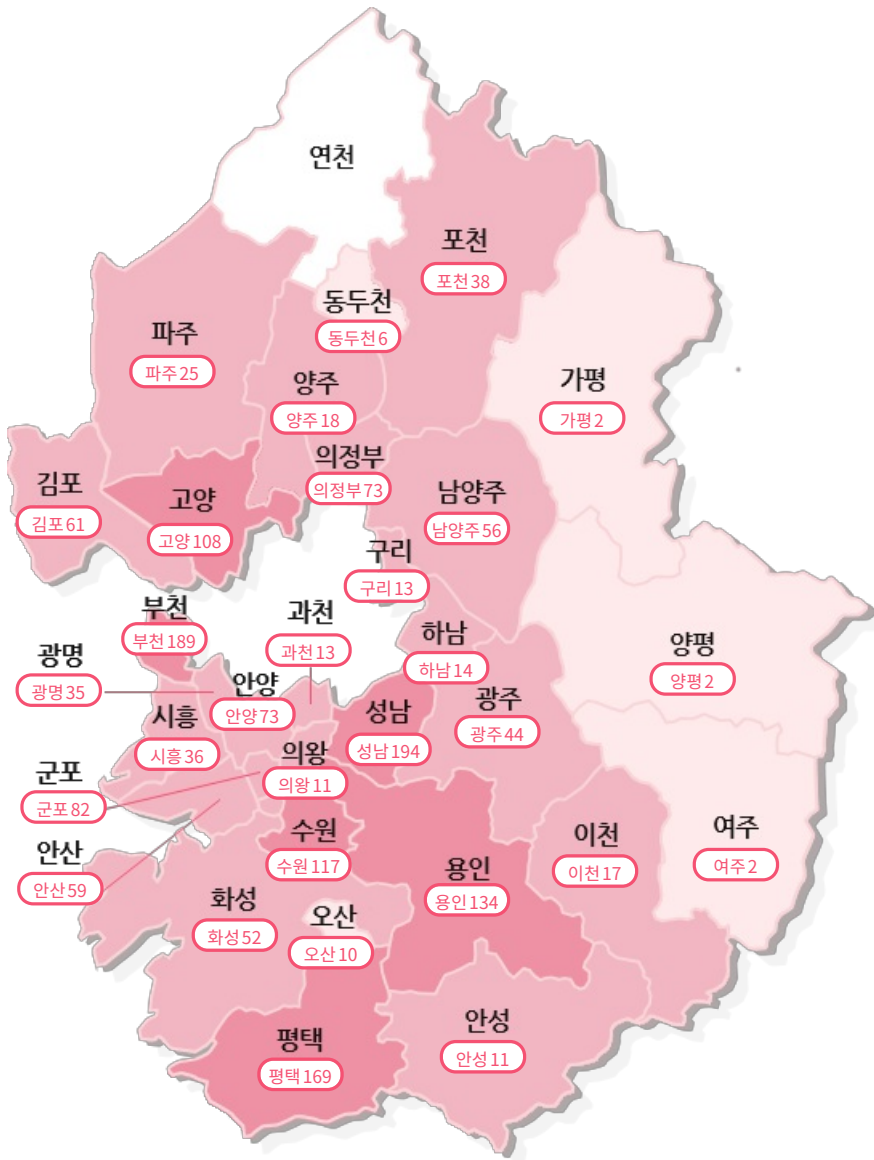 연천
포천
포천38
동두천
동두천6
파주
파주25
양주
양주18
가평
가평2
의정부
의정부73
김포
김포61
고양
고양108
남양주
남양주56
구리
구리13
부천
부천189
과천
과천13
하남
하남14
양평
양평2
광명
광명35
안양
안양73
시흥
시흥36
성남
성남194
광주
광주44
의왕
의왕11
군포
군포82
수원
수원117
이천
이천17
여주
여주2
안산
안산59
용인
용인134
화성
화성52
오산
오산10
안성
안성11
평택
평택169